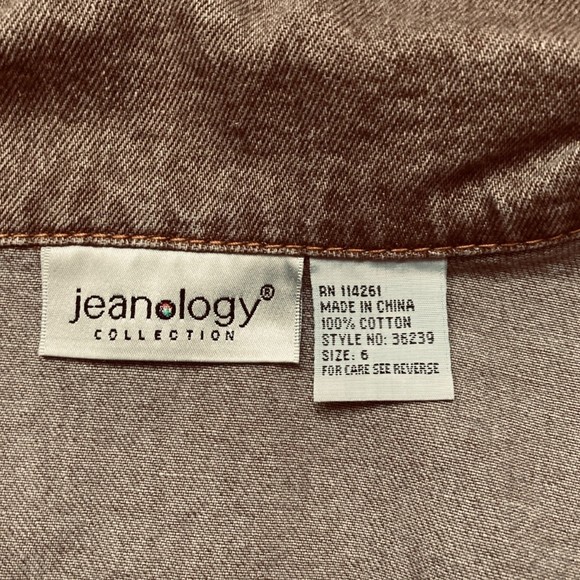 jeanology®
COLLECTION
RN 114261
MADE IN CHINA
100% COTTON
STYLE NO: 36239
SIZE: 6
FOR CARE SEE REVERSE